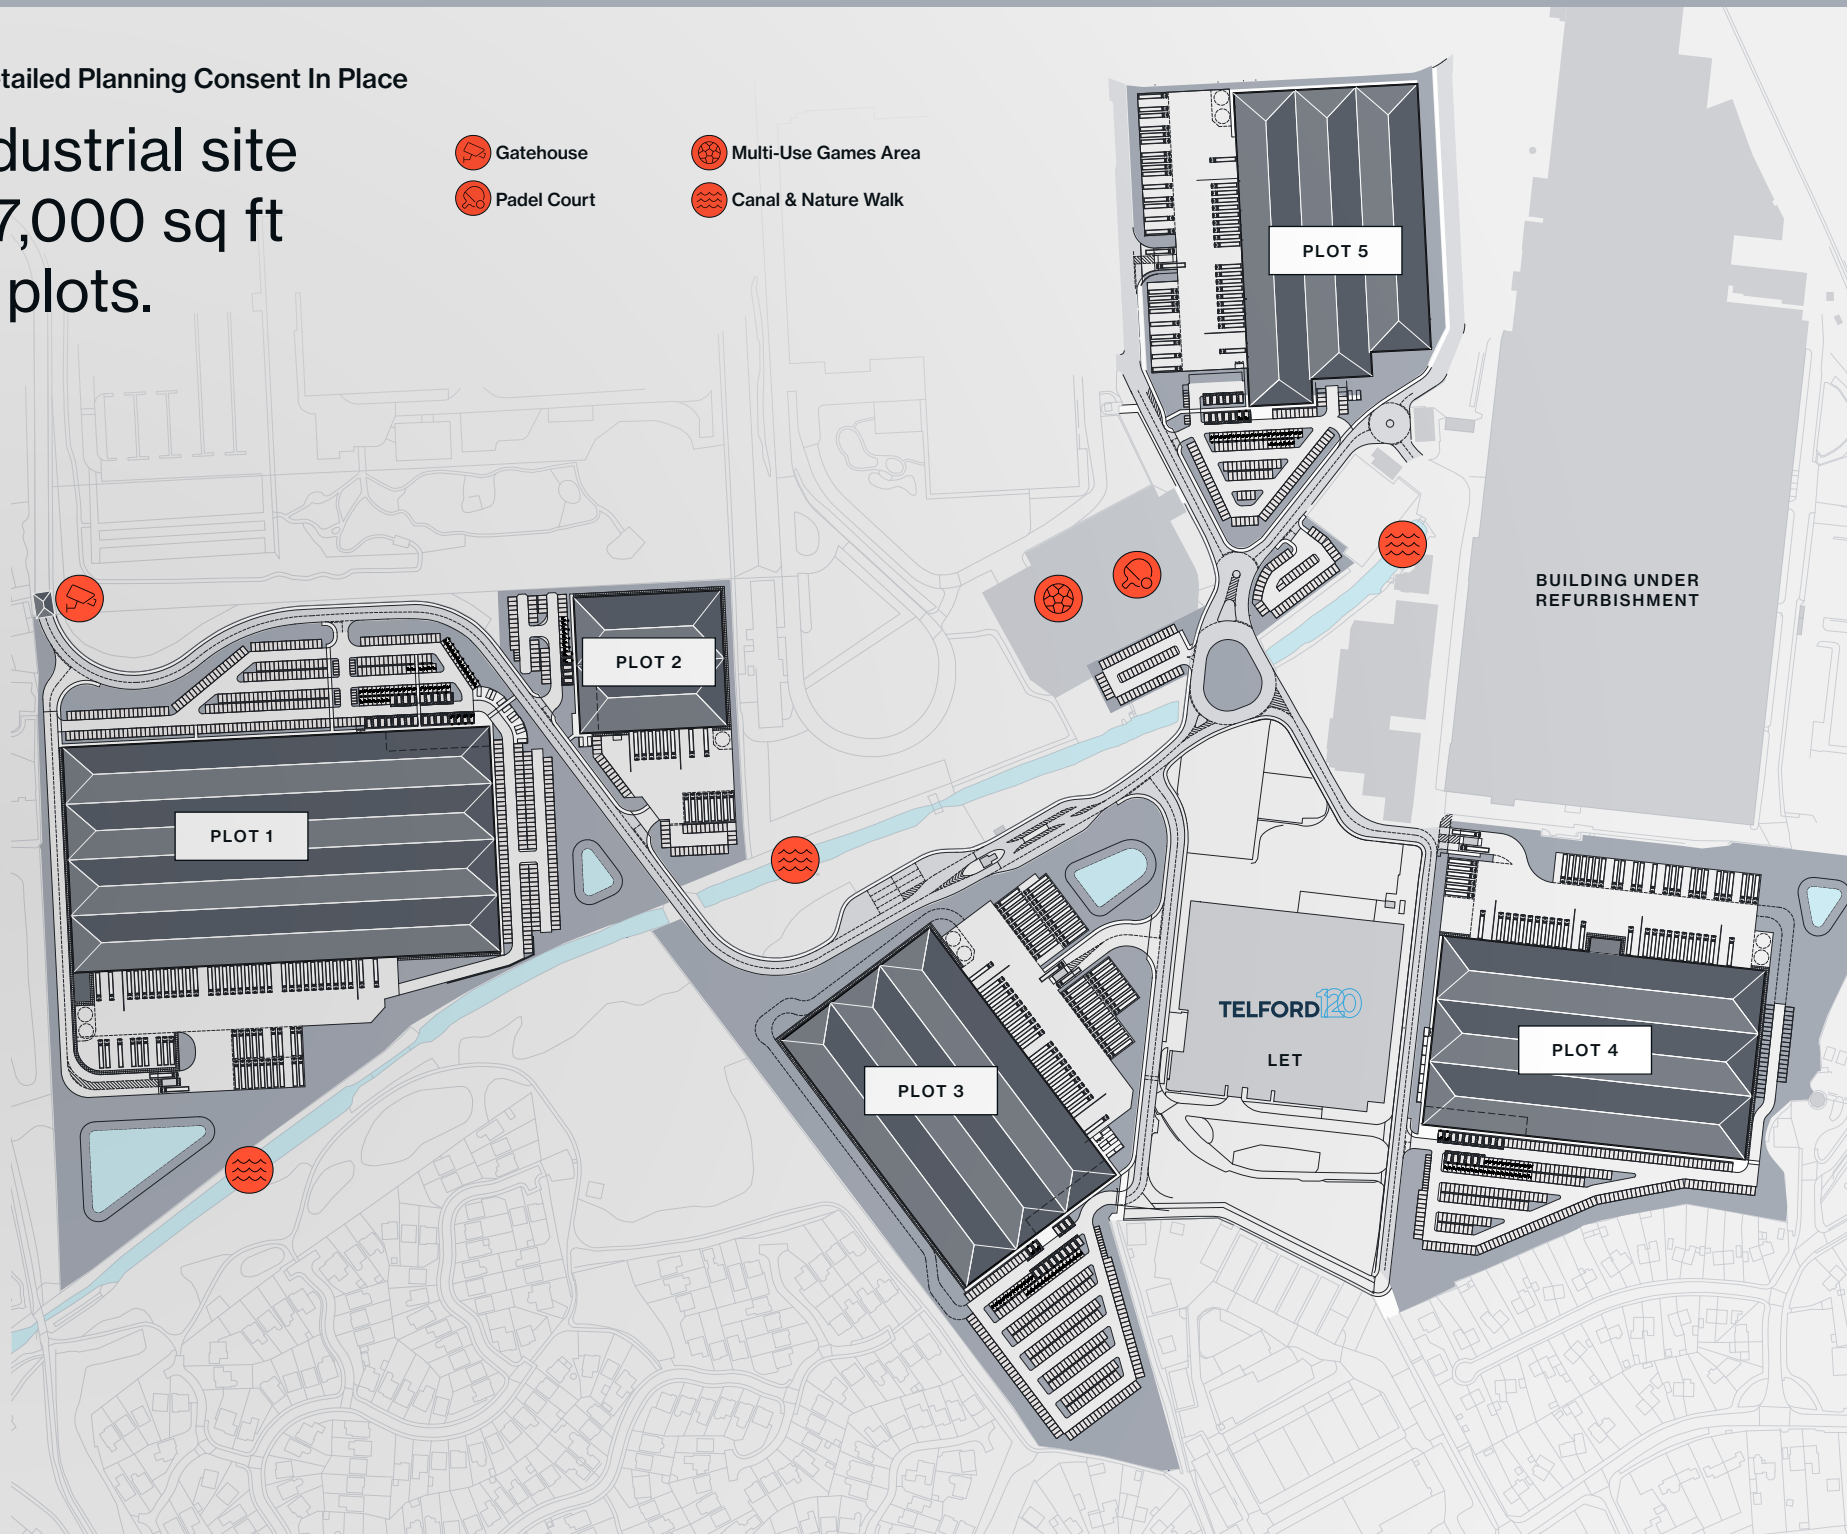 tailed Planning Consent In Place
dustrial site
7,000 sq ft
plots.
Gatehouse
Multi-Use Games Area
Padel Court
Canal & Nature Walk
PLOT 5
BUILDING UNDER
REFURBISHMENT
PLOT 2
PLOT 1
TELFORD120
LET
PLOT 4
PLOT 3